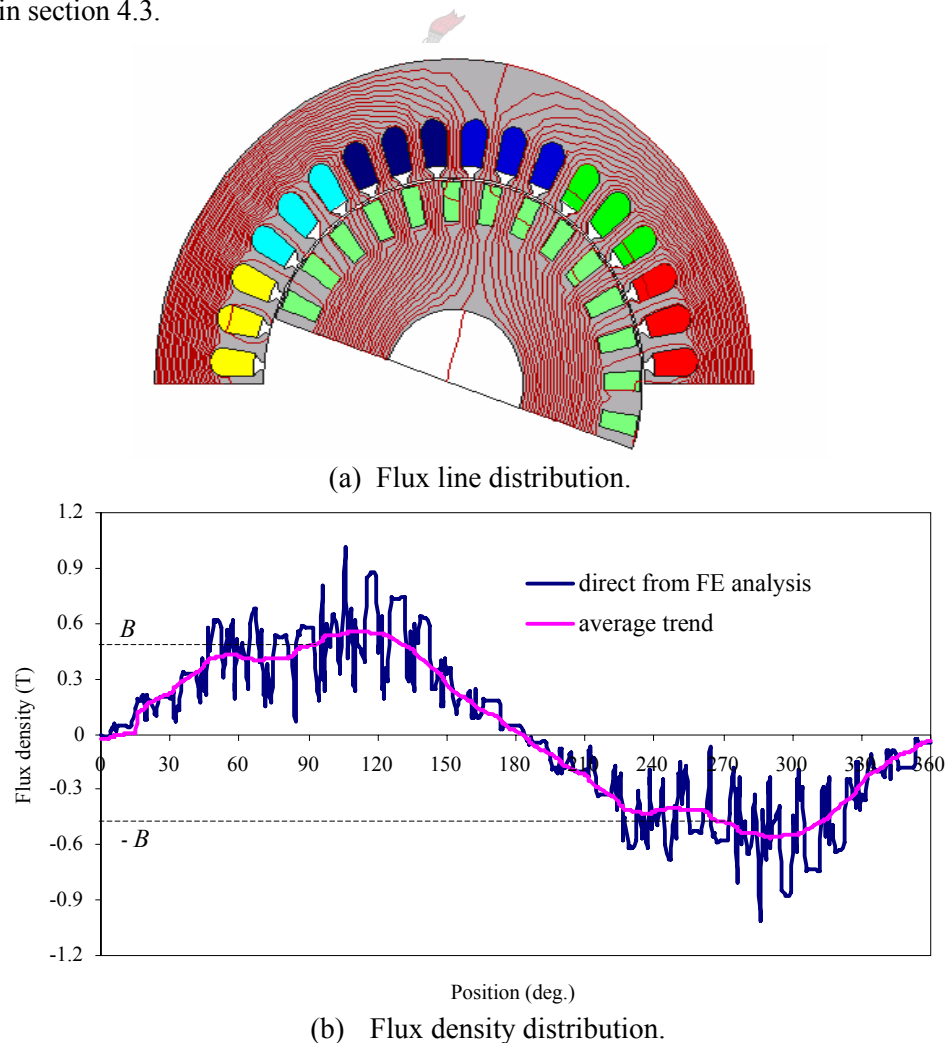 in section 4.3.
(a) Flux line distribution.
1.2
0.9
0.6
0.3
0
-0.3
-0.6
-0.9
-1.2
Flux density (T)
B
- B
direct from FE analysis
average trend
0 30 60 90 120 150 180 210 240 270 300 330 360
Position (deg.)
(b) Flux density distribution.